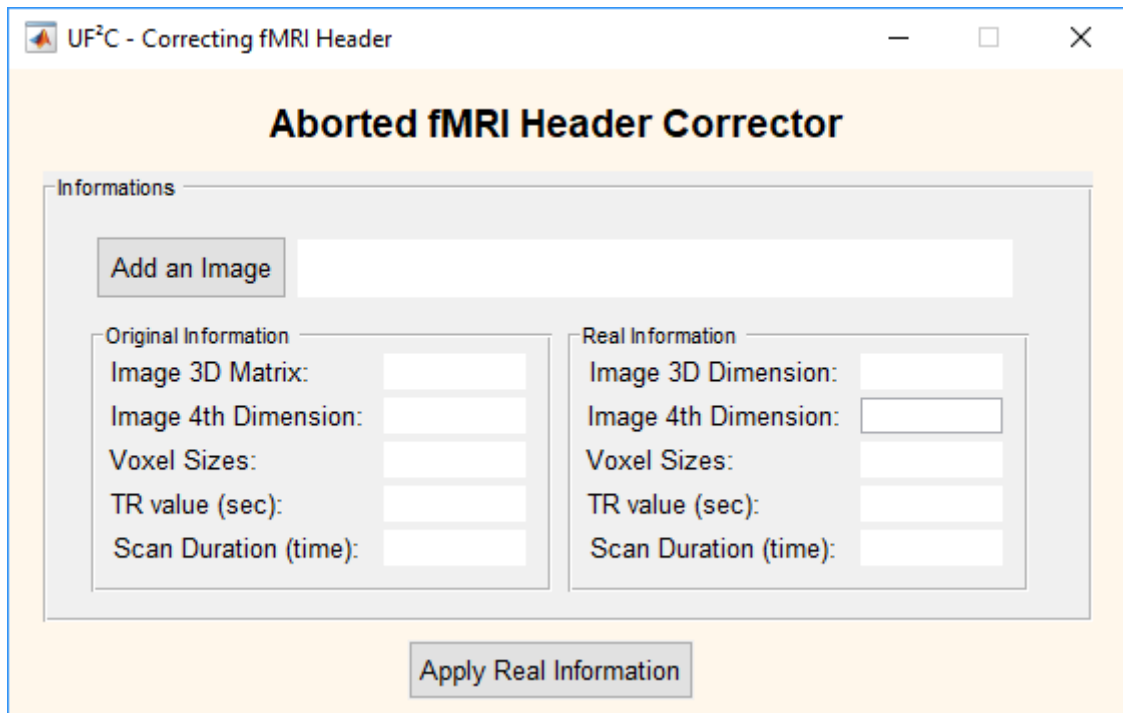 UF²C - Correcting fMRI Header
Aborted fMRI Header Corrector
Informations
Add an Image
Original Information
Image 3D Matrix:
Image 4th Dimension:
Voxel Sizes:
TR value (sec):
Scan Duration (time):
Real Information
Image 3D Dimension:
Image 4th Dimension:
Voxel Sizes:
TR value (sec):
Scan Duration (time):
Apply Real Information